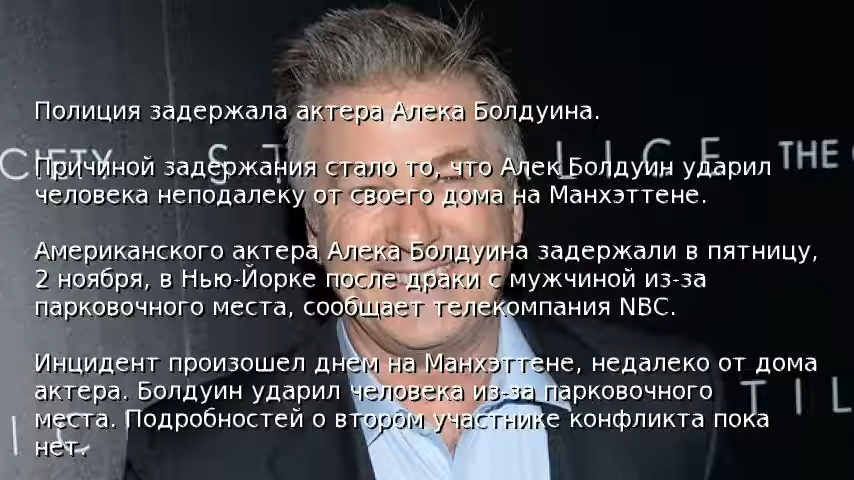 Полиция задержала актера Алека Болдуина.
Причиной задержания стало то, что Алек Болдуин ударил
человека неподалеку от своего дома на Манхэттене.
Американского актера Алека Болдуина задержали в пятницу,
2 ноября, в Нью-Йорке после драки с мужчиной из-за
парковочного места, сообщает телекомпания NBC.
Инцидент произошел днем на Манхэттене, недалеко от дома
актера. Болдуин ударил человека из-за парковочного
места. Подробностей о втором участнике конфликта пока
нет.
CIETY
THE